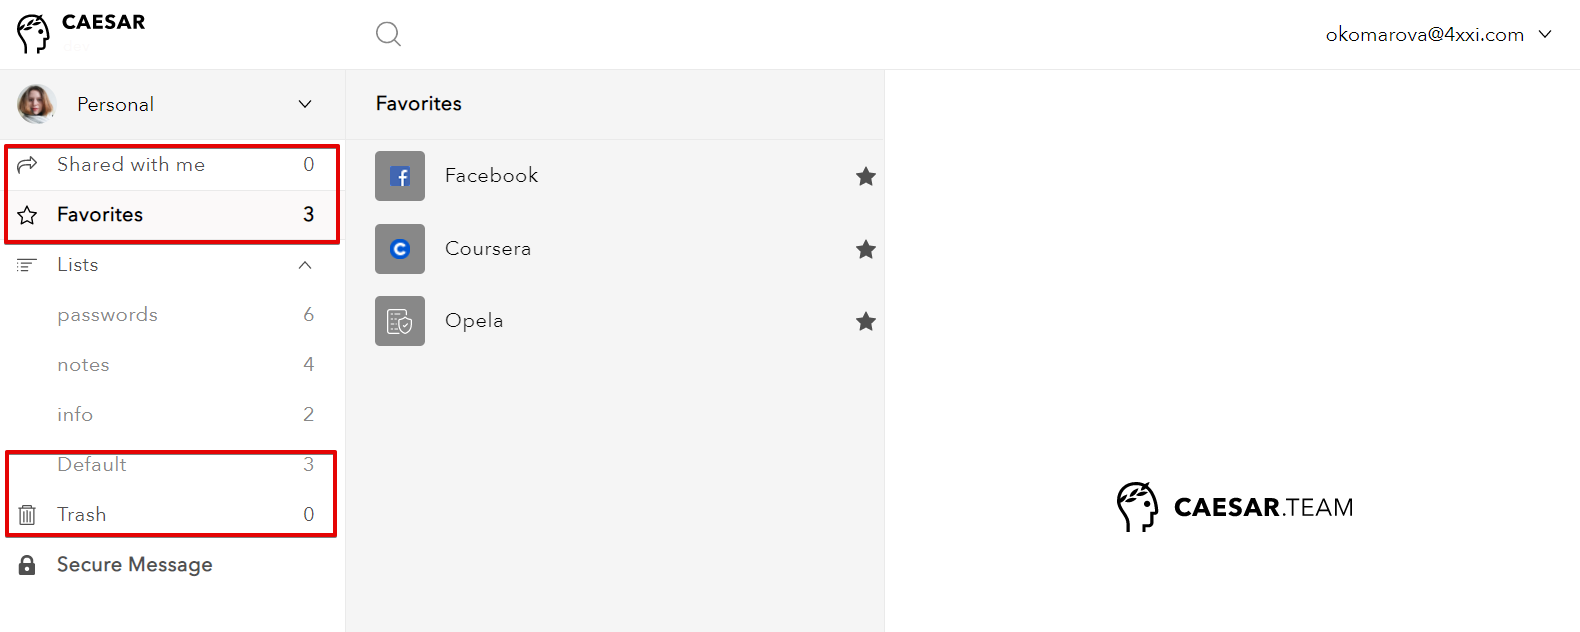 CAESAR
okomarova@4xxi.com
Personal
Shared with me 0
Favorites 3
Lists
passwords 6
notes 4
info 2
Default 3
Trash 0
Secure Message
Favorites
Facebook
Coursera
Opela
CAESAR.TEAM